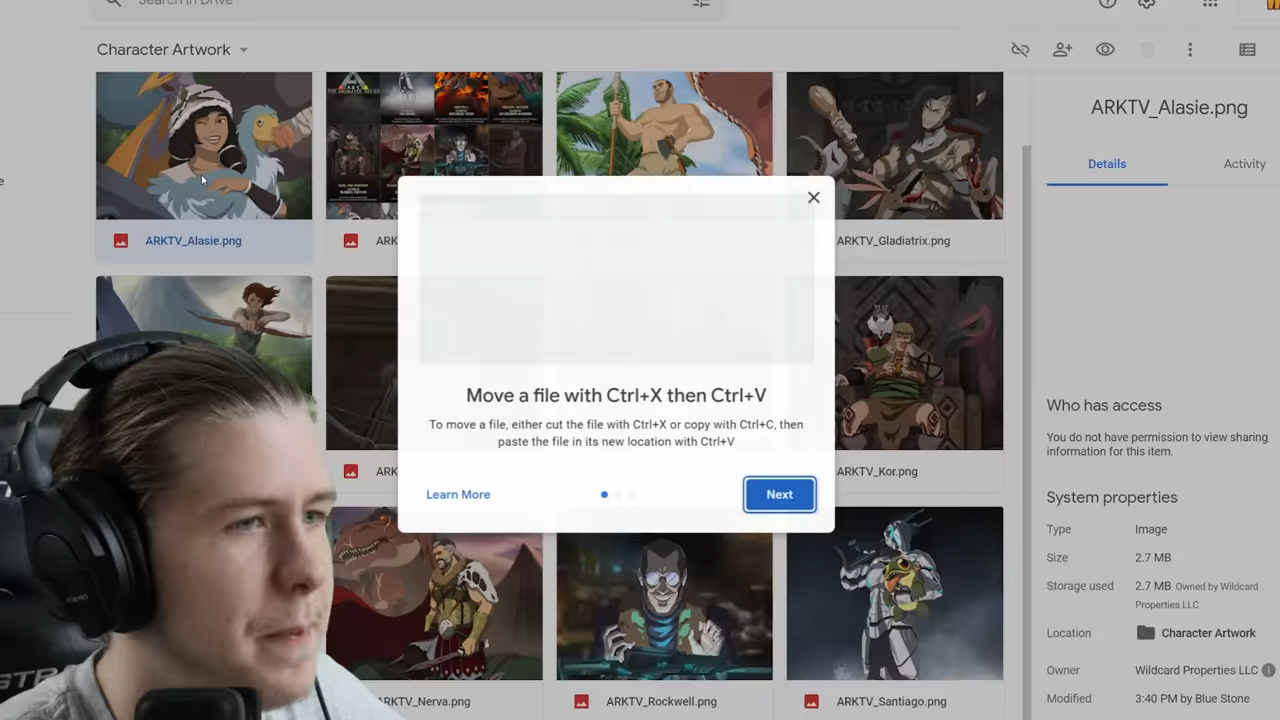 Search in Drive
Character Artwork
ARKTV_Alasie.png
Details
Activity
ARKTV_Alasie.png
ARK
ARKTV_Gladiatrix.png
Move a file with Ctrl+X then Ctrl+V
To move a file, either cut the file with Ctrl+X or copy with Ctrl+C, then
paste the file in its new location with Ctrl+V
Learn More
Next
Who has access
You do not have permission to view sharing
information for this item.
ARK
ARKTV_Kor.png
System properties
Type
Image
Size
2.7 MB
Storage used
2.7 MB Owned by Wildcard
Properties LLC.
Location
Character Artwork
Owner
Wildcard Properties LLC
Modified
3:40 PM by Blue Stone
RKTV_Nerva.png
ARKTV_Rockwell.png
ARKTV_Santiago.png